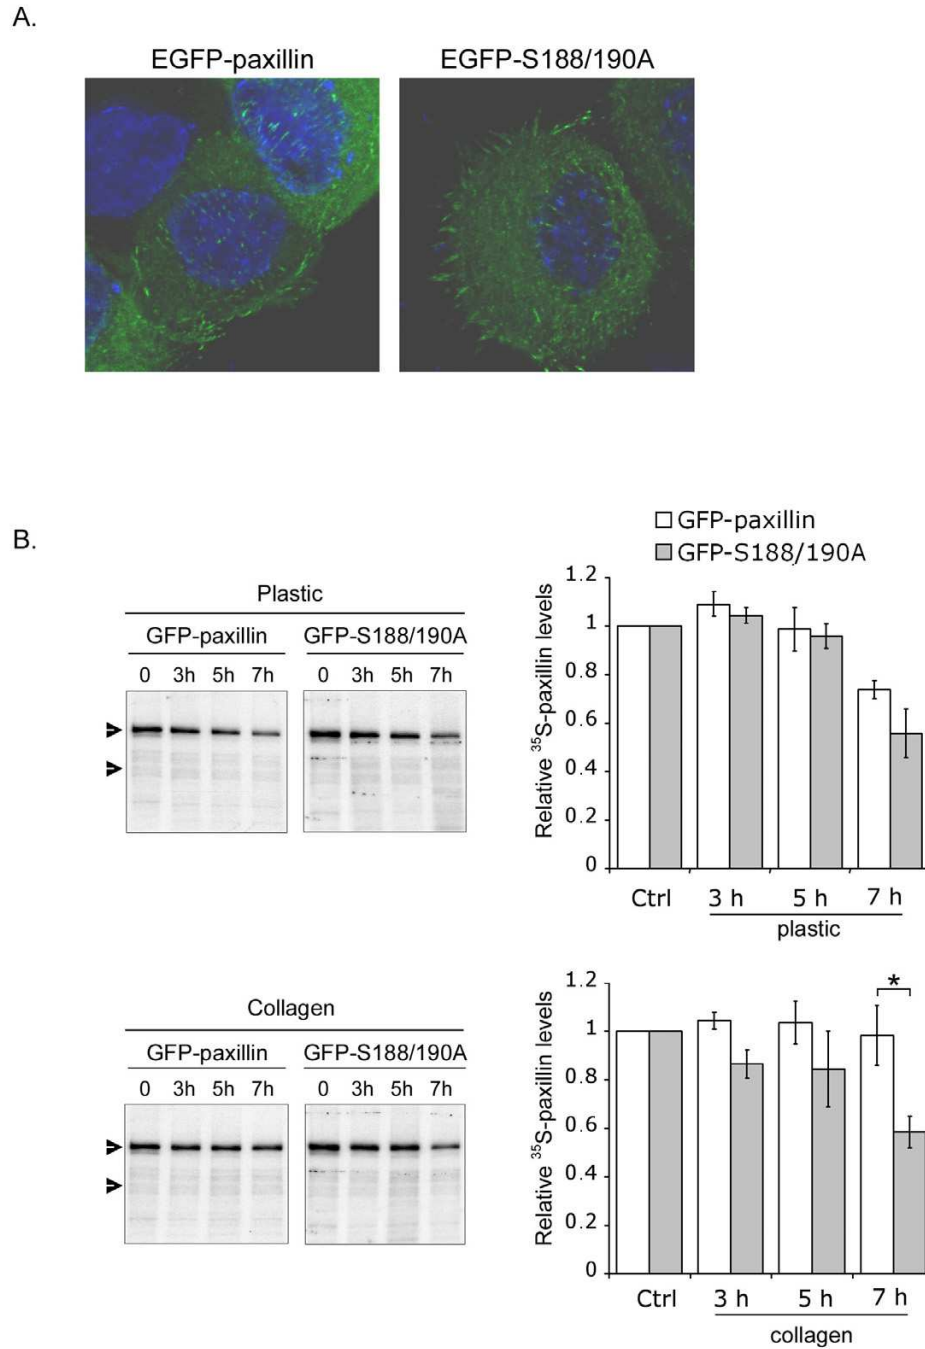 A.
EGFP-paxillin EGFP-S188/190A
B.
Plastic
GFP-paxillin GFP-S188/190A
0 3h 5h 7h 0 3h 5h 7h
GFP-paxillin
GFP-S188/190A
Relative ³⁵S-paxillin levels
1.2
1
0.8
0.6
0.4
0.2
0
Ctrl 3 h 5 h 7 h
plastic
Collagen
GFP-paxillin GFP-S188/190A
0 3h 5h 7h 0 3h 5h 7h
Relative ³⁵S-paxillin levels
1.2
1
0.8
0.6
0.4
0.2
0
*
Ctrl 3 h 5 h 7 h
collagen